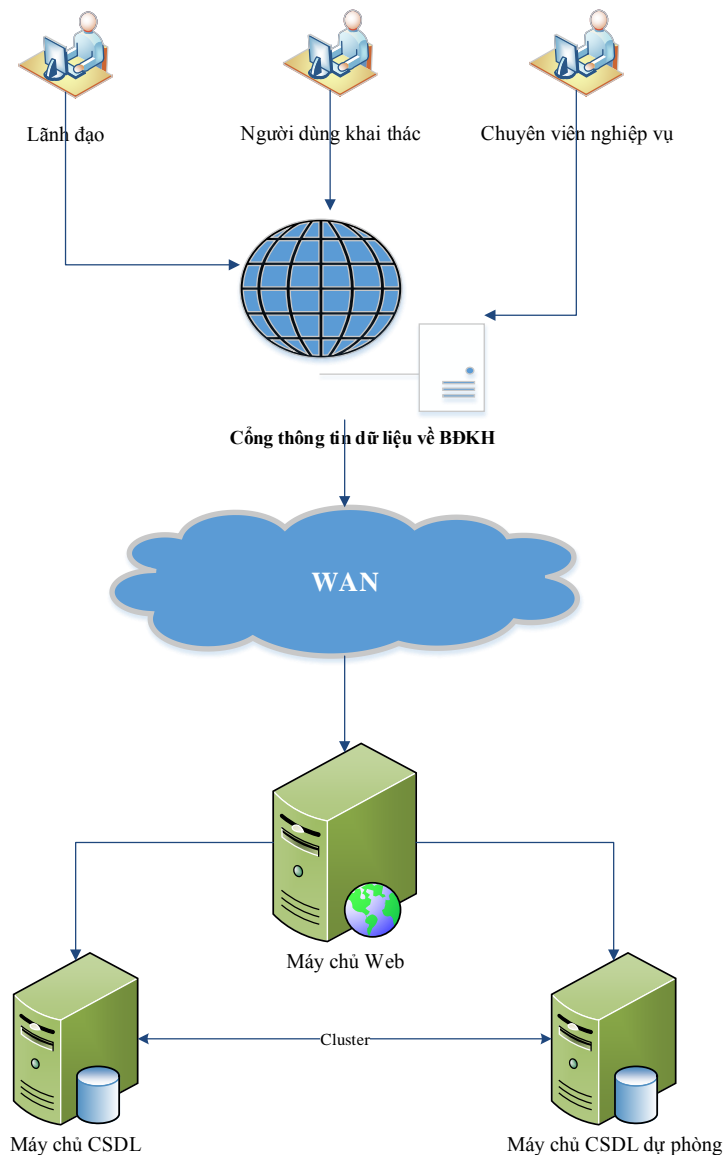 Lãnh đạo
Người dùng khai thác
Chuyên viên nghiệp vụ
Cổng thông tin dữ liệu về BĐKH
WAN
Máy chủ Web
Cluster
Máy chủ CSDL
Máy chủ CSDL dự phòng